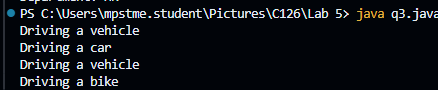 PS C:\Users\mpstme.student\Pictures\C126\Lab 5> java q3.java
Driving a vehicle
Driving a car
Driving a vehicle
Driving a bike